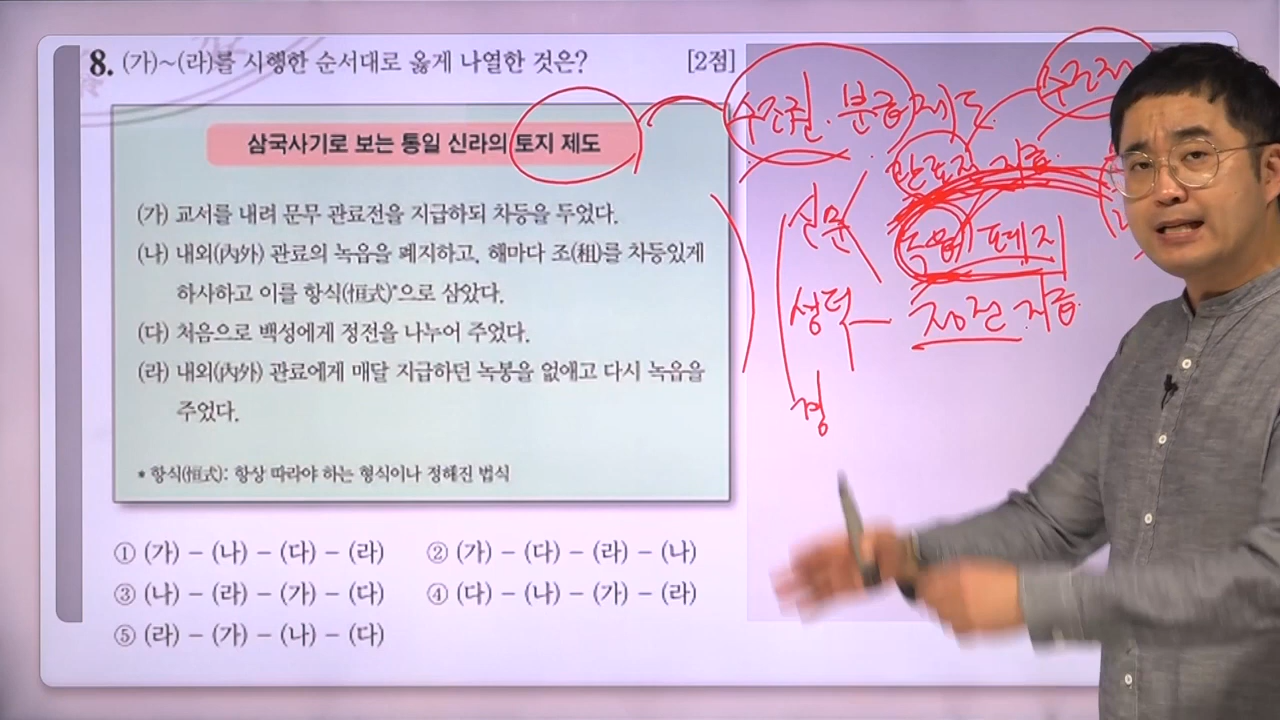 8. (가)~(라)를 시행한 순서대로 옳게 나열한 것은? [2점]
삼국사기로 보는 통일 신라의 토지 제도
(가) 교서를 내려 문무 관료전을 지급하되 차등을 두었다.
(나) 내외(內外) 관료의 녹읍을 폐지하고, 해마다 조(租)를 차등있게
하사하고 이를 항식(恒式)*으로 삼았다.
(다) 처음으로 백성에게 정전을 나누어 주었다.
(라) 내외(內外) 관료에게 매달 지급하던 녹봉을 없애고 다시 녹읍을
주었다.
* 항식(恒式): 항상 따라야 하는 형식이나 정해진 법식
① (가) - (나) - (다) - (라) ② (가) - (다) - (라) - (나)
③ (나) - (라) - (가) - (다) ④ (다) - (나) - (가) - (라)
⑤ (라) - (가) - (나) - (다)
수조권. 분급 제도
수조권
관료전 지급
신문
녹읍 폐지
성덕 정전 지급
경